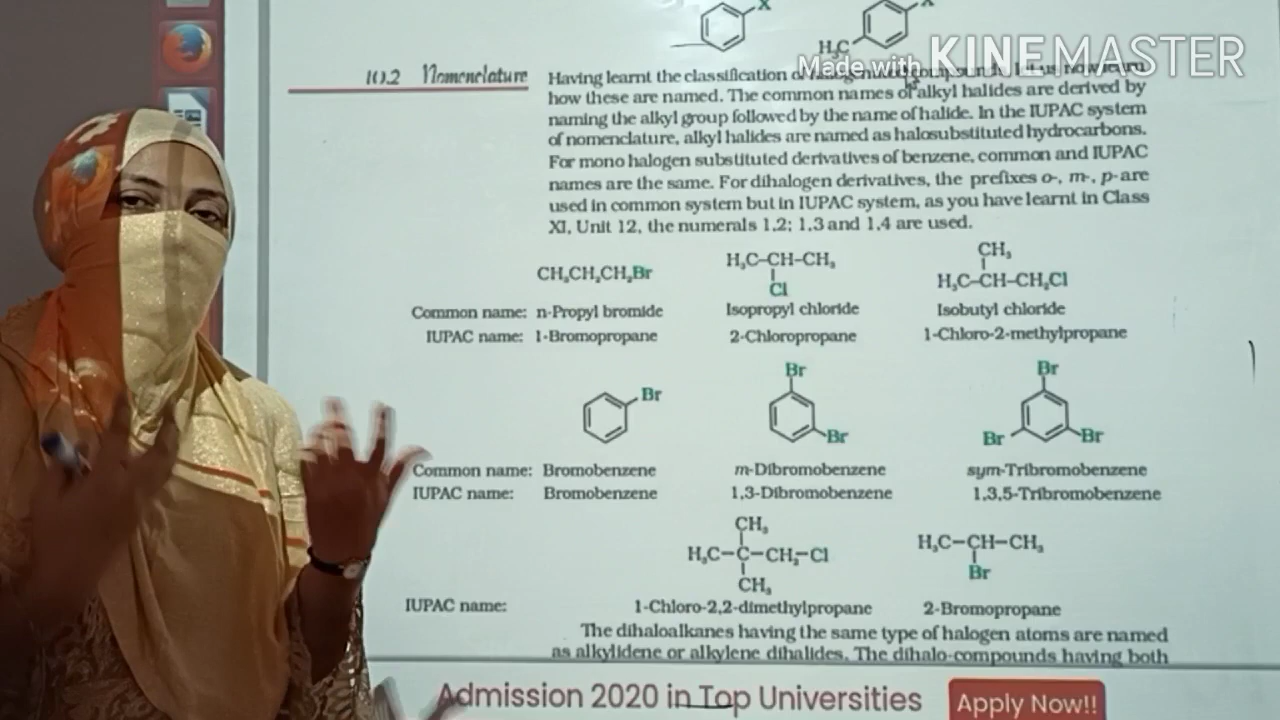 X
X
H₃C
Made with KINEMASTER
10.2 Nomenclature
Having learnt the classification of halogenated compounds, let us now learn
how these are named. The common names of alkyl halides are derived by
naming the alkyl group followed by the name of halide. In the IUPAC system
of nomenclature, alkyl halides are named as halosubstituted hydrocarbons.
For mono halogen substituted derivatives of benzene, common and IUPAC
names are the same. For dihalogen derivatives, the prefixes o-, m-, p- are
used in common system but in IUPAC system, as you have learnt in Class
XI, Unit 12, the numerals 1,2; 1,3 and 1,4 are used.
CH₃CH₂CH₂Br
H₃C–CH–CH₃
Cl
CH₃
H₃C–CH–CH₂Cl
Common name: n-Propyl bromide Isopropyl chloride Isobutyl chloride
IUPAC name: 1-Bromopropane 2-Chloropropane 1-Chloro-2-methylpropane
Br
Br
Br
Br
Br
Br
Common name: Bromobenzene m-Dibromobenzene sym-Tribromobenzene
IUPAC name: Bromobenzene 1,3-Dibromobenzene 1,3,5-Tribromobenzene
CH₃
H₃C–C–CH₂–Cl
CH₃
H₃C–CH–CH₃
Br
IUPAC name: 1-Chloro-2,2-dimethylpropane 2-Bromopropane
The dihaloalkanes having the same type of halogen atoms are named
as alkylidene or alkylene dihalides. The dihalo-compounds having both
Admission 2020 in Top Universities
Apply Now!!